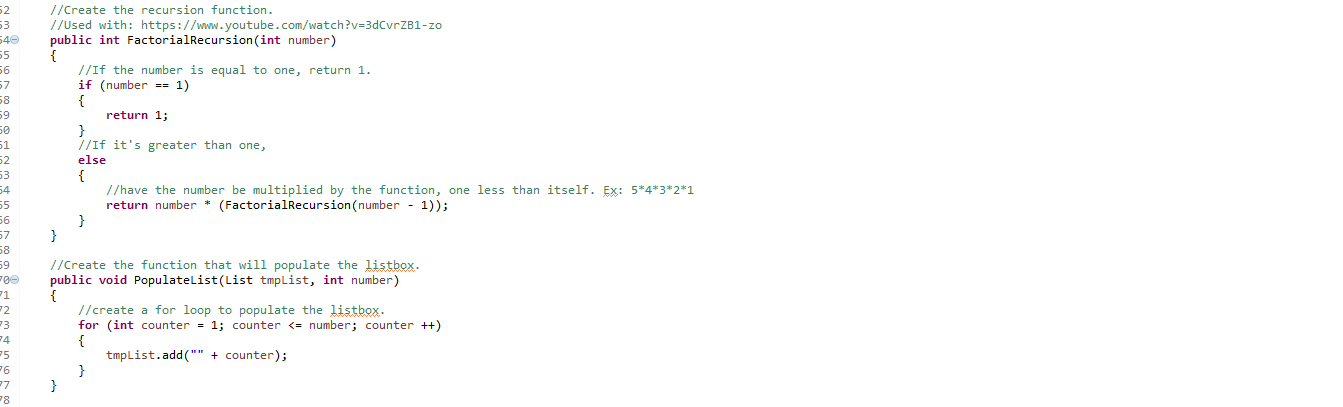 52 //Create the recursion function.
53 //Used with: https://www.youtube.com/watch?v=3dCvrZB1-zo
54 public int FactorialRecursion(int number)
55 {
56 //If the number is equal to one, return 1.
57 if (number == 1)
58 {
59 return 1;
60 }
61 //If it's greater than one,
62 else
63 {
64 //have the number be multiplied by the function, one less than itself. Ex: 5*4*3*2*1
65 return number * (FactorialRecursion(number - 1));
66 }
67 }
68
69 //Create the function that will populate the listbox.
70 public void PopulateList(List tmpList, int number)
71 {
72 //create a for loop to populate the listbox.
73 for (int counter = 1; counter <= number; counter ++)
74 {
75 tmpList.add("" + counter);
76 }
77 }
78